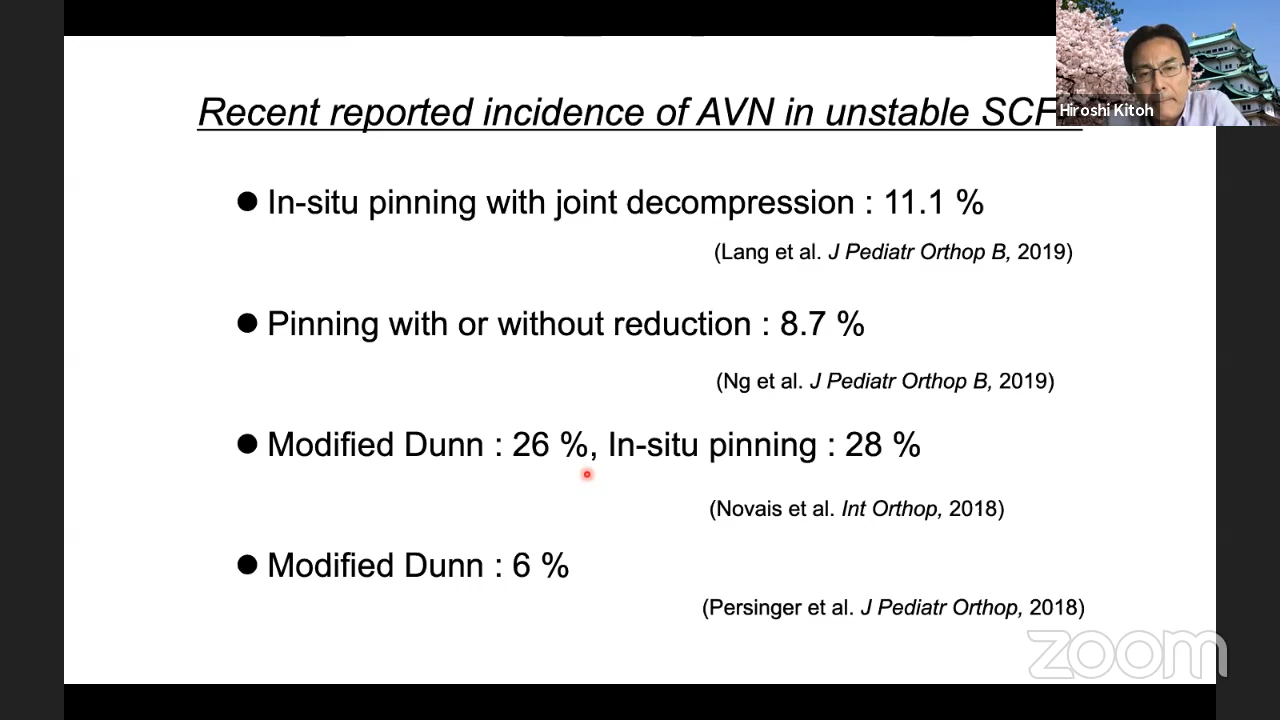 Recent reported incidence of AVN in unstable SCF
Hiroshi Kitoh
● In-situ pinning with joint decompression : 11.1 %
(Lang et al. J Pediatr Orthop B, 2019)
● Pinning with or without reduction : 8.7 %
(Ng et al. J Pediatr Orthop B, 2019)
● Modified Dunn : 26 %, In-situ pinning : 28 %
(Novais et al. Int Orthop, 2018)
● Modified Dunn : 6 %
(Persinger et al. J Pediatr Orthop, 2018)
zoom